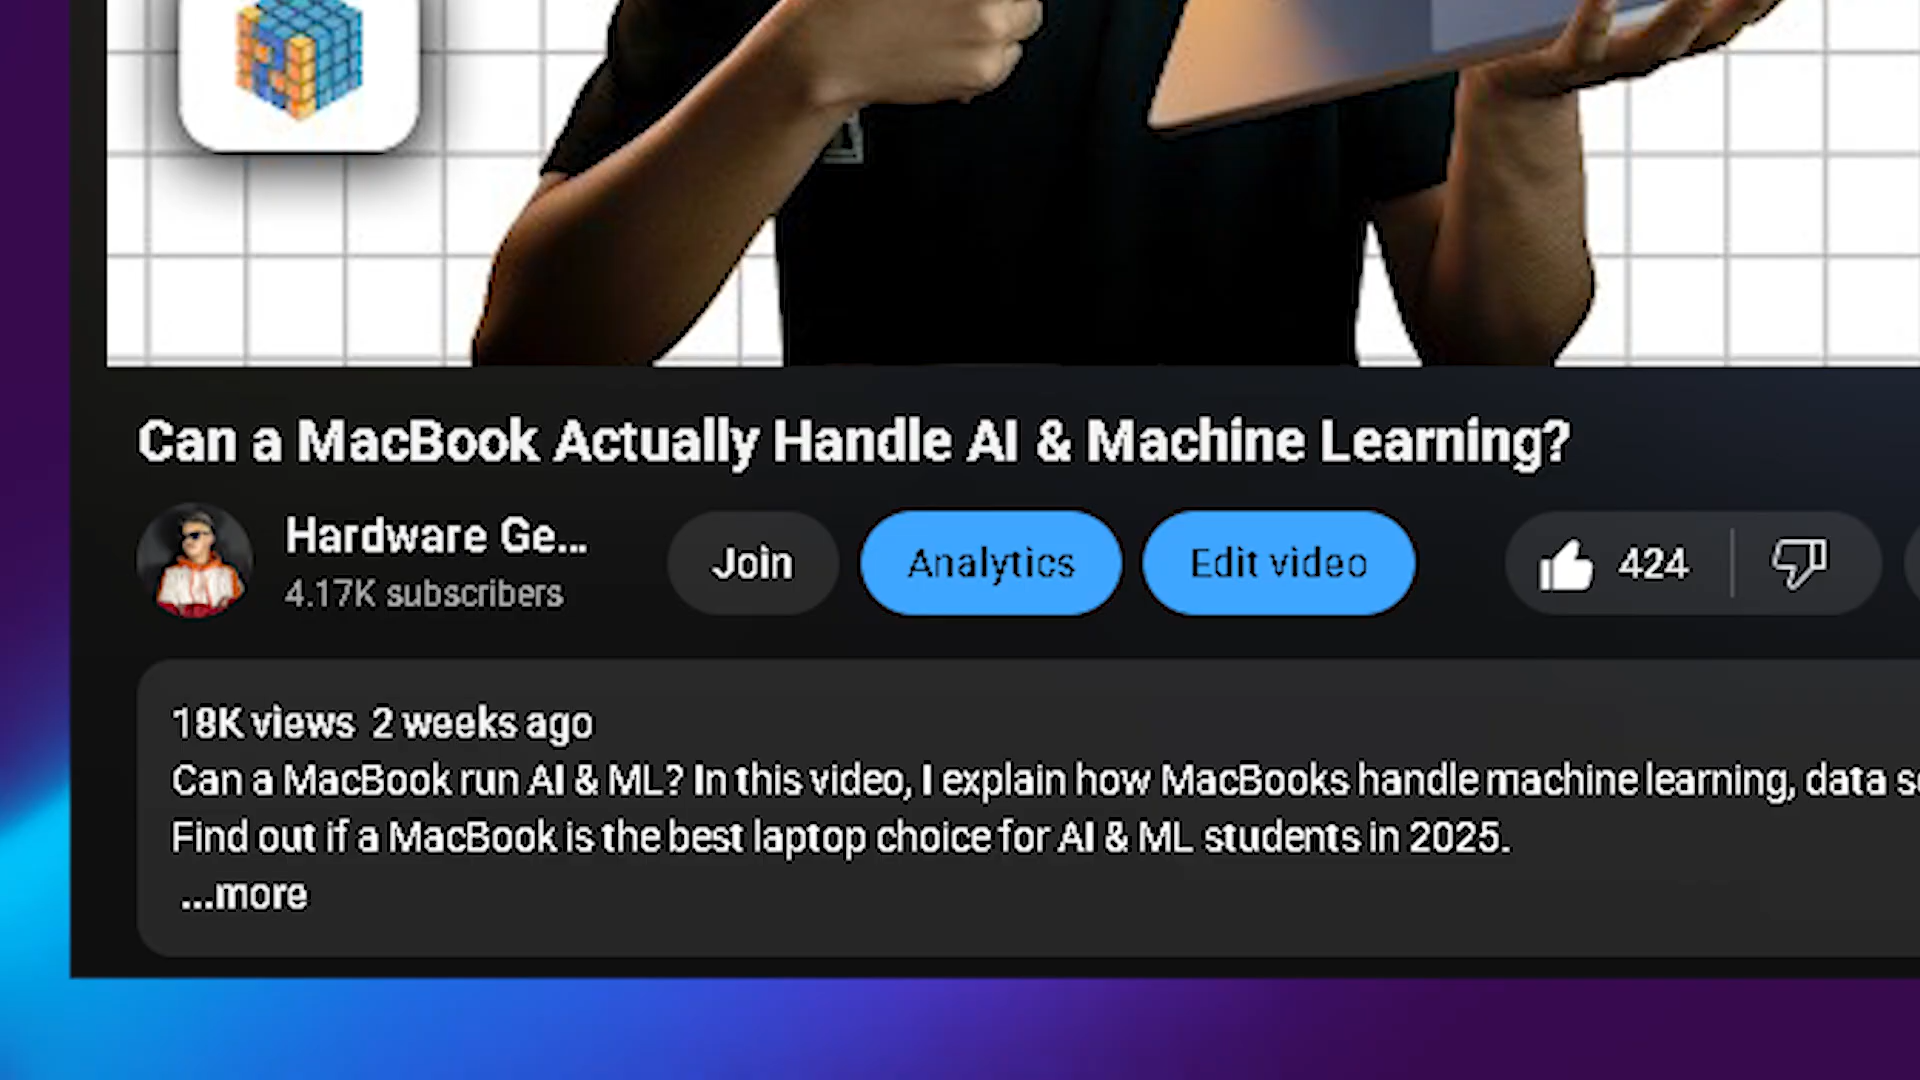 Can a MacBook Actually Handle AI & Machine Learning?
Hardware Ge...
4.17K subscribers
Join
Analytics
Edit video
424
18K views 2 weeks ago
Can a MacBook run AI & ML? In this video, I explain how MacBooks handle machine learning, data
Find out if a MacBook is the best laptop choice for AI & ML students in 2025.
...more